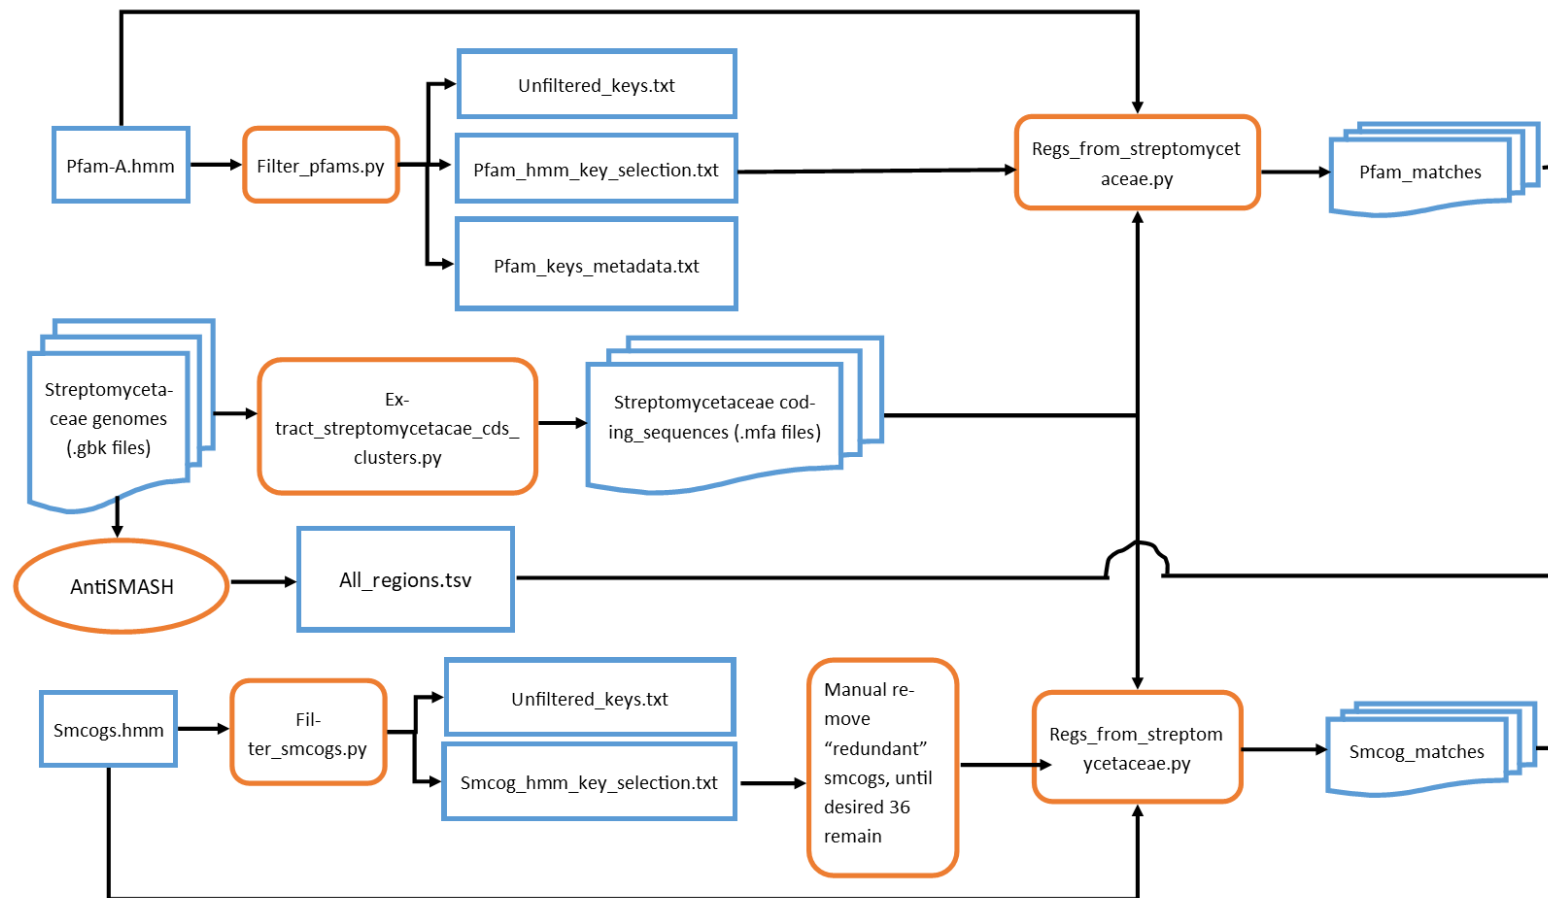 Unfiltered_keys.txt
Pfam-A.hmm
Filter_pfams.py
Pfam_hmm_key_selection.txt
Pfam_keys_metadata.txt
Regs_from_streptomycet
aceae.py
Pfam_matches
Streptomyceta-
ceae genomes
(.gbk files)
Ex-
tract_streptomycetacae_cds_
clusters.py
Streptomycetaceae cod-
ing_sequences (.mfa files)
AntiSMASH
All_regions.tsv
Smcogs.hmm
Fil-
ter_smcogs.py
Unfiltered_keys.txt
Smcog_hmm_key_selection.txt
Manual re-
move
“redundant”
smcogs, until
desired 36
remain
Regs_from_streptom
ycetaceae.py
Smcog_matches